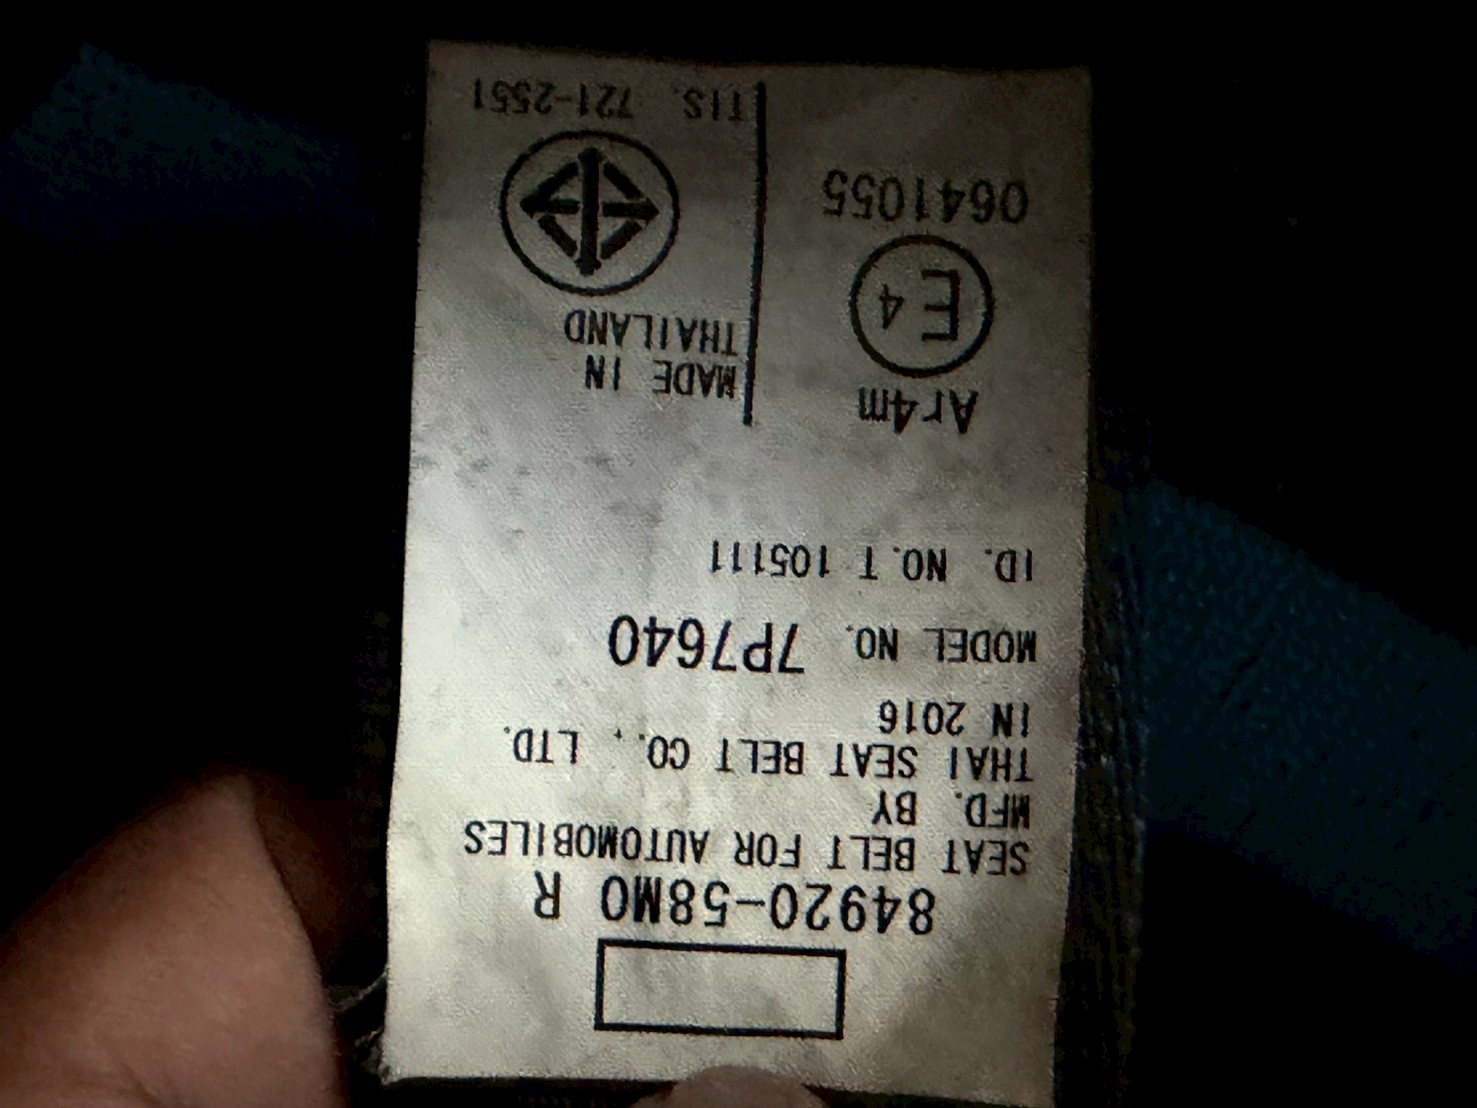 84920-58M0 R
SEAT BELT FOR AUTOMOBILES
MFD. BY
THAI SEAT BELT CO., LTD.
IN 2016
MODEL NO. 7P7640
ID. NO. T 105111
Ar4m
E4
0641055
MADE IN
THAILAND
TIS. 721-2551